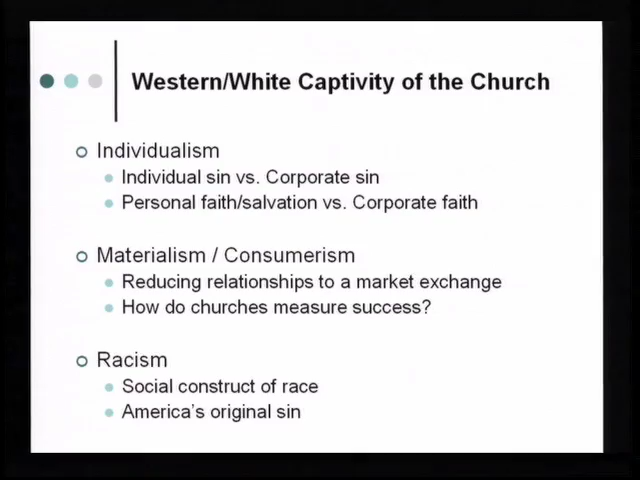 Western/White Captivity of the Church
Individualism
Individual sin vs. Corporate sin
Personal faith/salvation vs. Corporate faith
Materialism / Consumerism
Reducing relationships to a market exchange
How do churches measure success?
Racism
Social construct of race
America's original sin